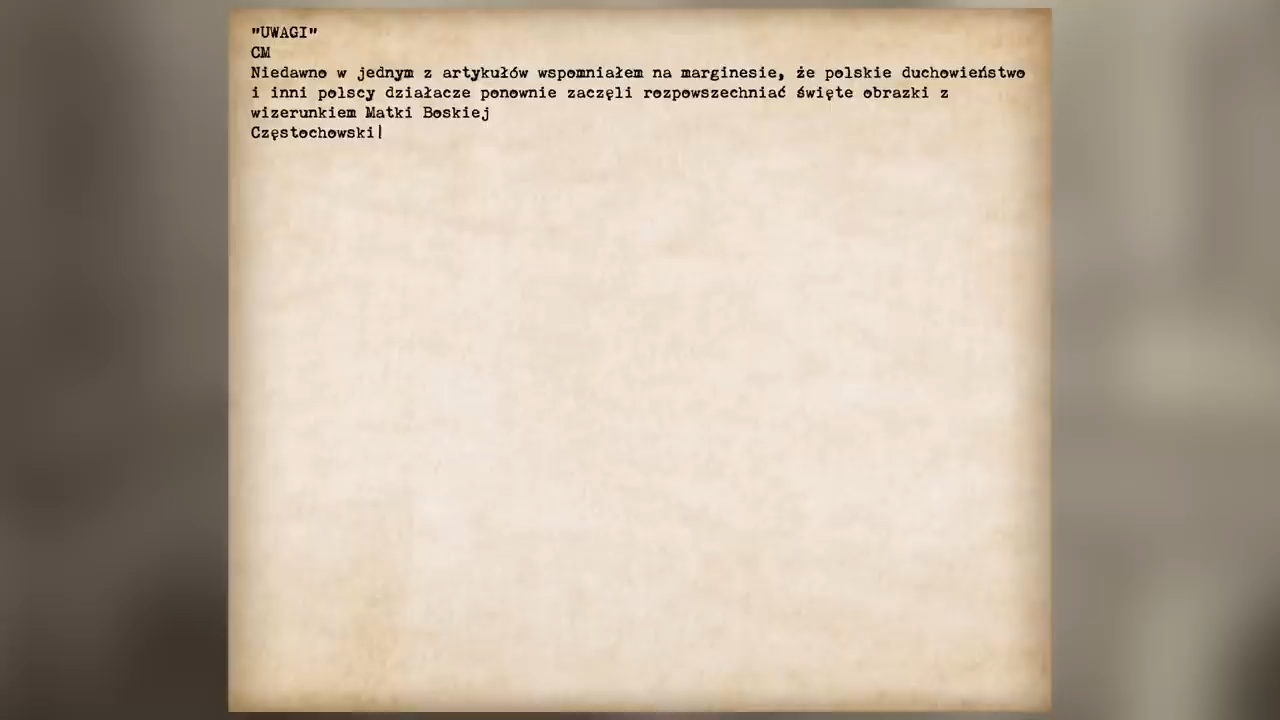 "UWAGI"
CM
Niedawno w jednym z artykułów wspomniałem na marginesie, że polskie duchowieństwo
i inni polscy działacze ponownie zaczęli rozpowszechniać święte obrazki z
wizerunkiem Matki Boskiej
Częstochowski|